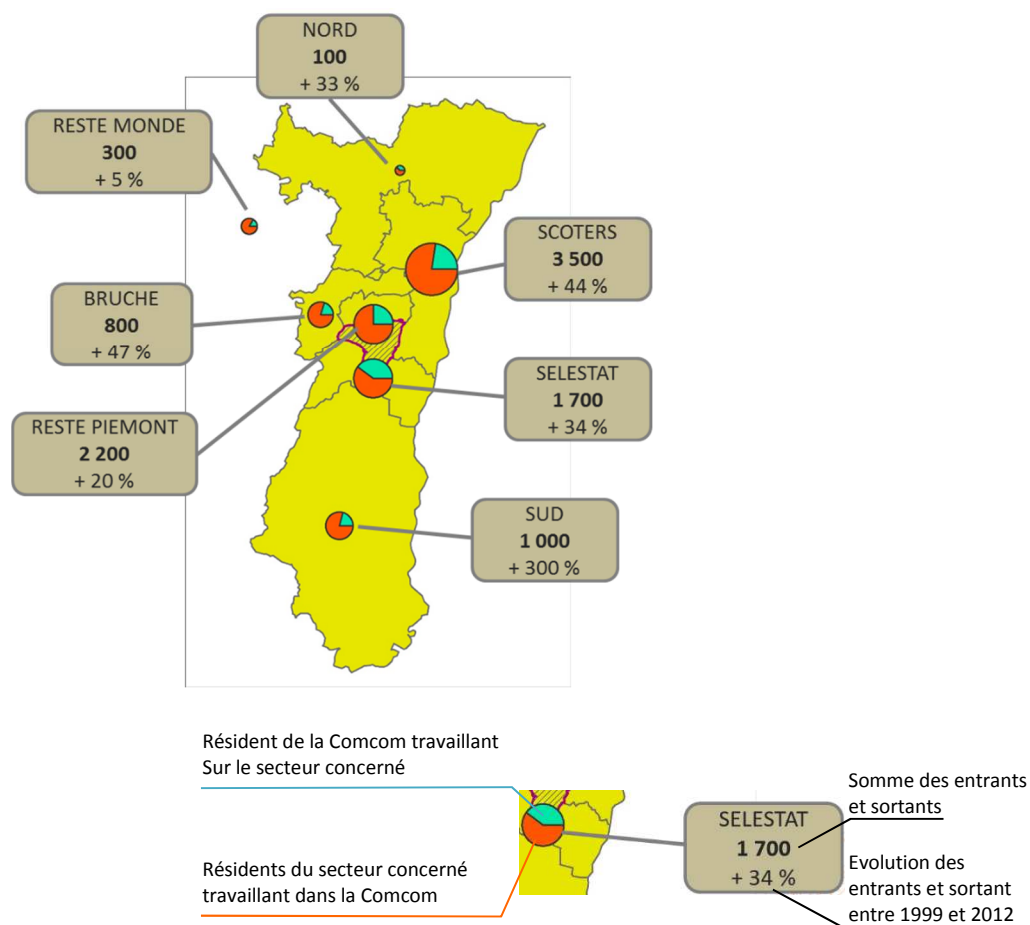 NORD
100
+ 33 %
RESTE MONDE
300
+ 5 %
SCOTERS
3 500
+ 44 %
BRUCHE
800
+ 47 %
SELESTAT
1 700
+ 34 %
RESTE PIEMONT
2 200
+ 20 %
SUD
1 000
+ 300 %
Résident de la Comcom travaillant
Sur le secteur concerné
Résidents du secteur concerné
travaillant dans la Comcom
SELESTAT
1 700
+ 34 %
Somme des entrants
et sortants
Evolution des
entrants et sortant
entre 1999 et 2012